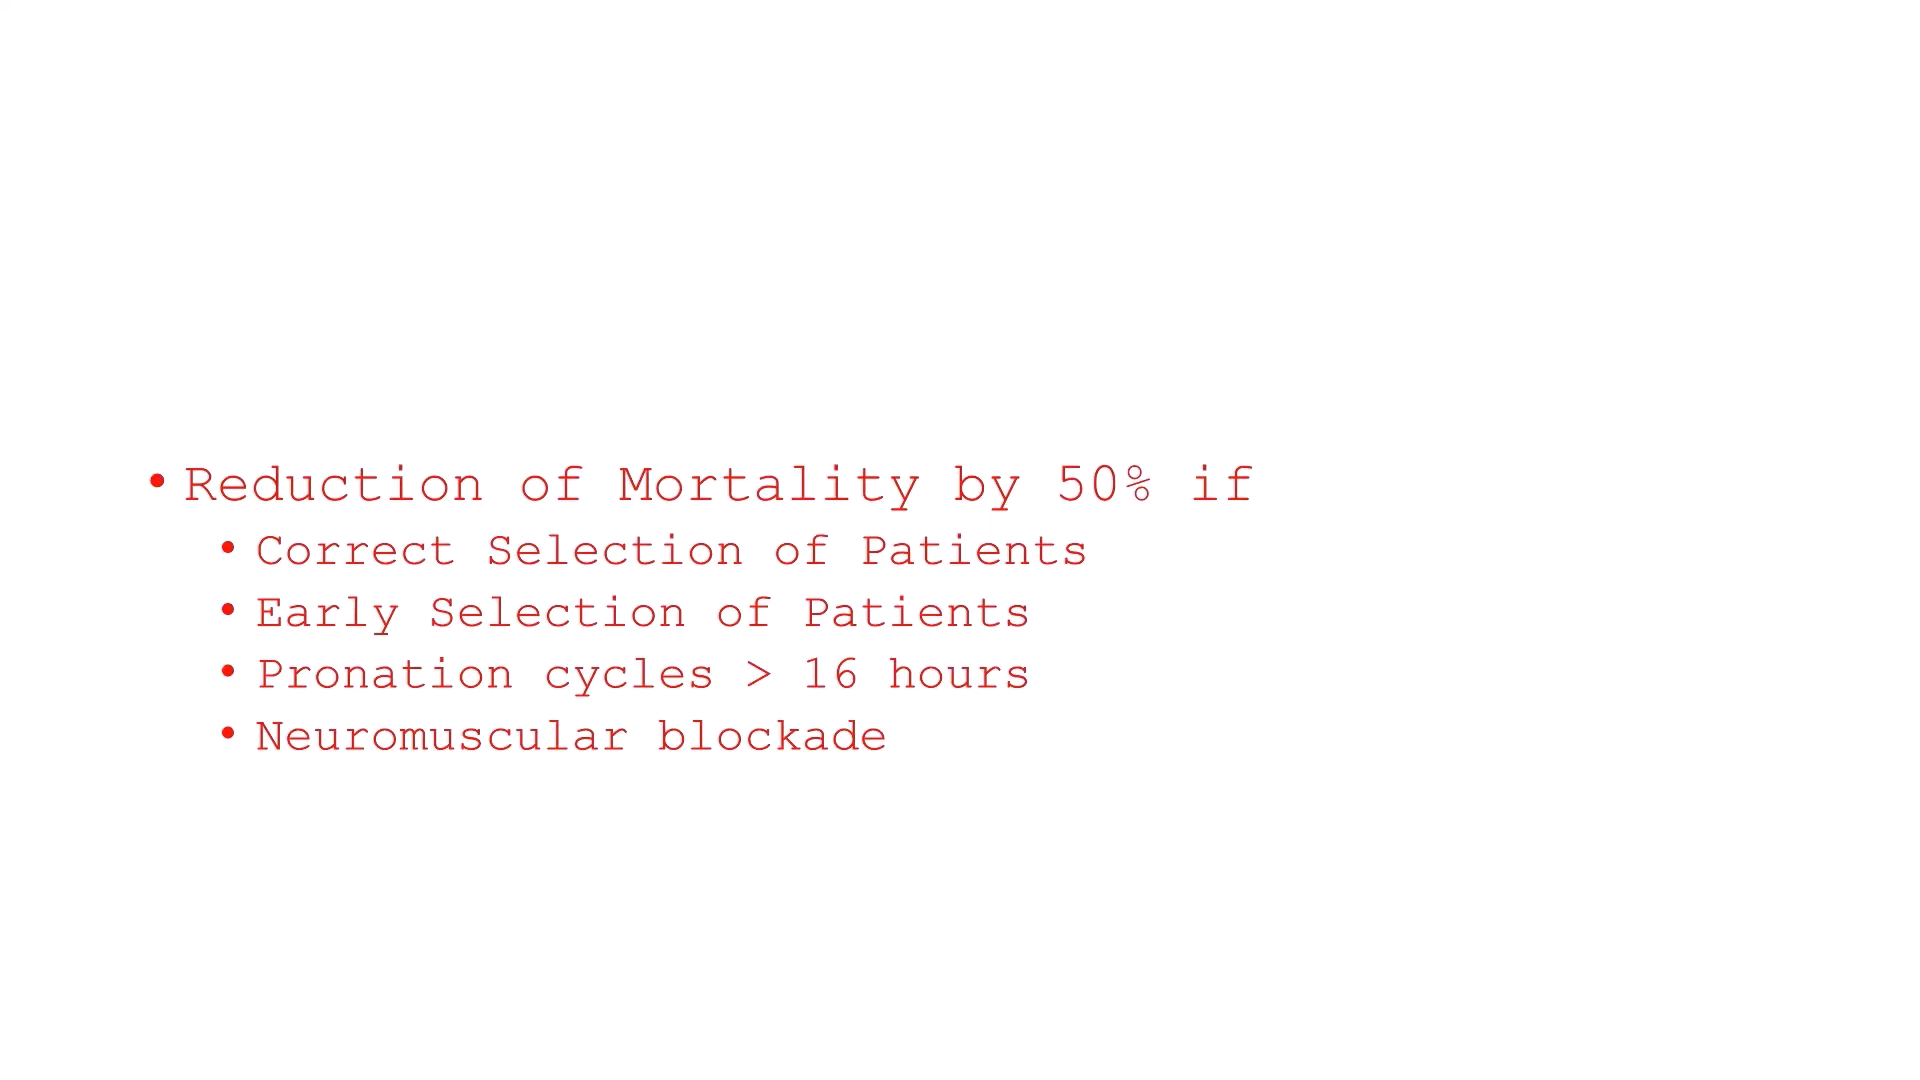 • Reduction of Mortality by 50% if
• Correct Selection of Patients
• Early Selection of Patients
• Pronation cycles > 16 hours
• Neuromuscular blockade